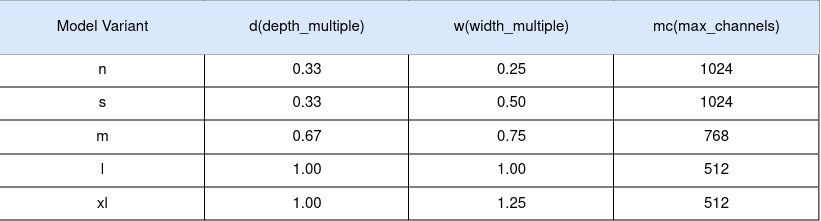 Model Variant d(depth_multiple) w(width_multiple) mc(max_channels)
n 0.33 0.25 1024
s 0.33 0.50 1024
m 0.67 0.75 768
l 1.00 1.00 512
xl 1.00 1.25 512